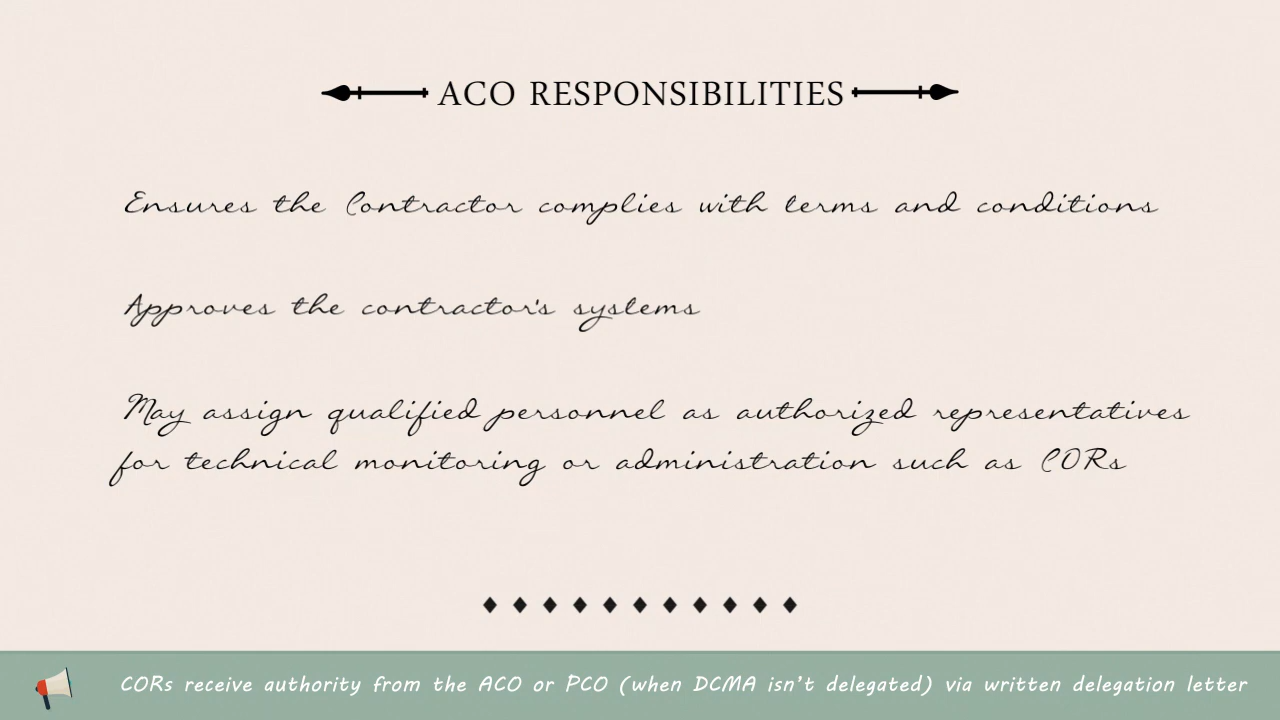 ACO RESPONSIBILITIES
Ensures the Contractor complies with terms and conditions
Approves the contractor's systems
May assign qualified personnel as authorized representatives
for technical monitoring or administration such as CORs
CORs receive authority from the ACO or PCO (when DCMA isn't delegated) via written delegation letter